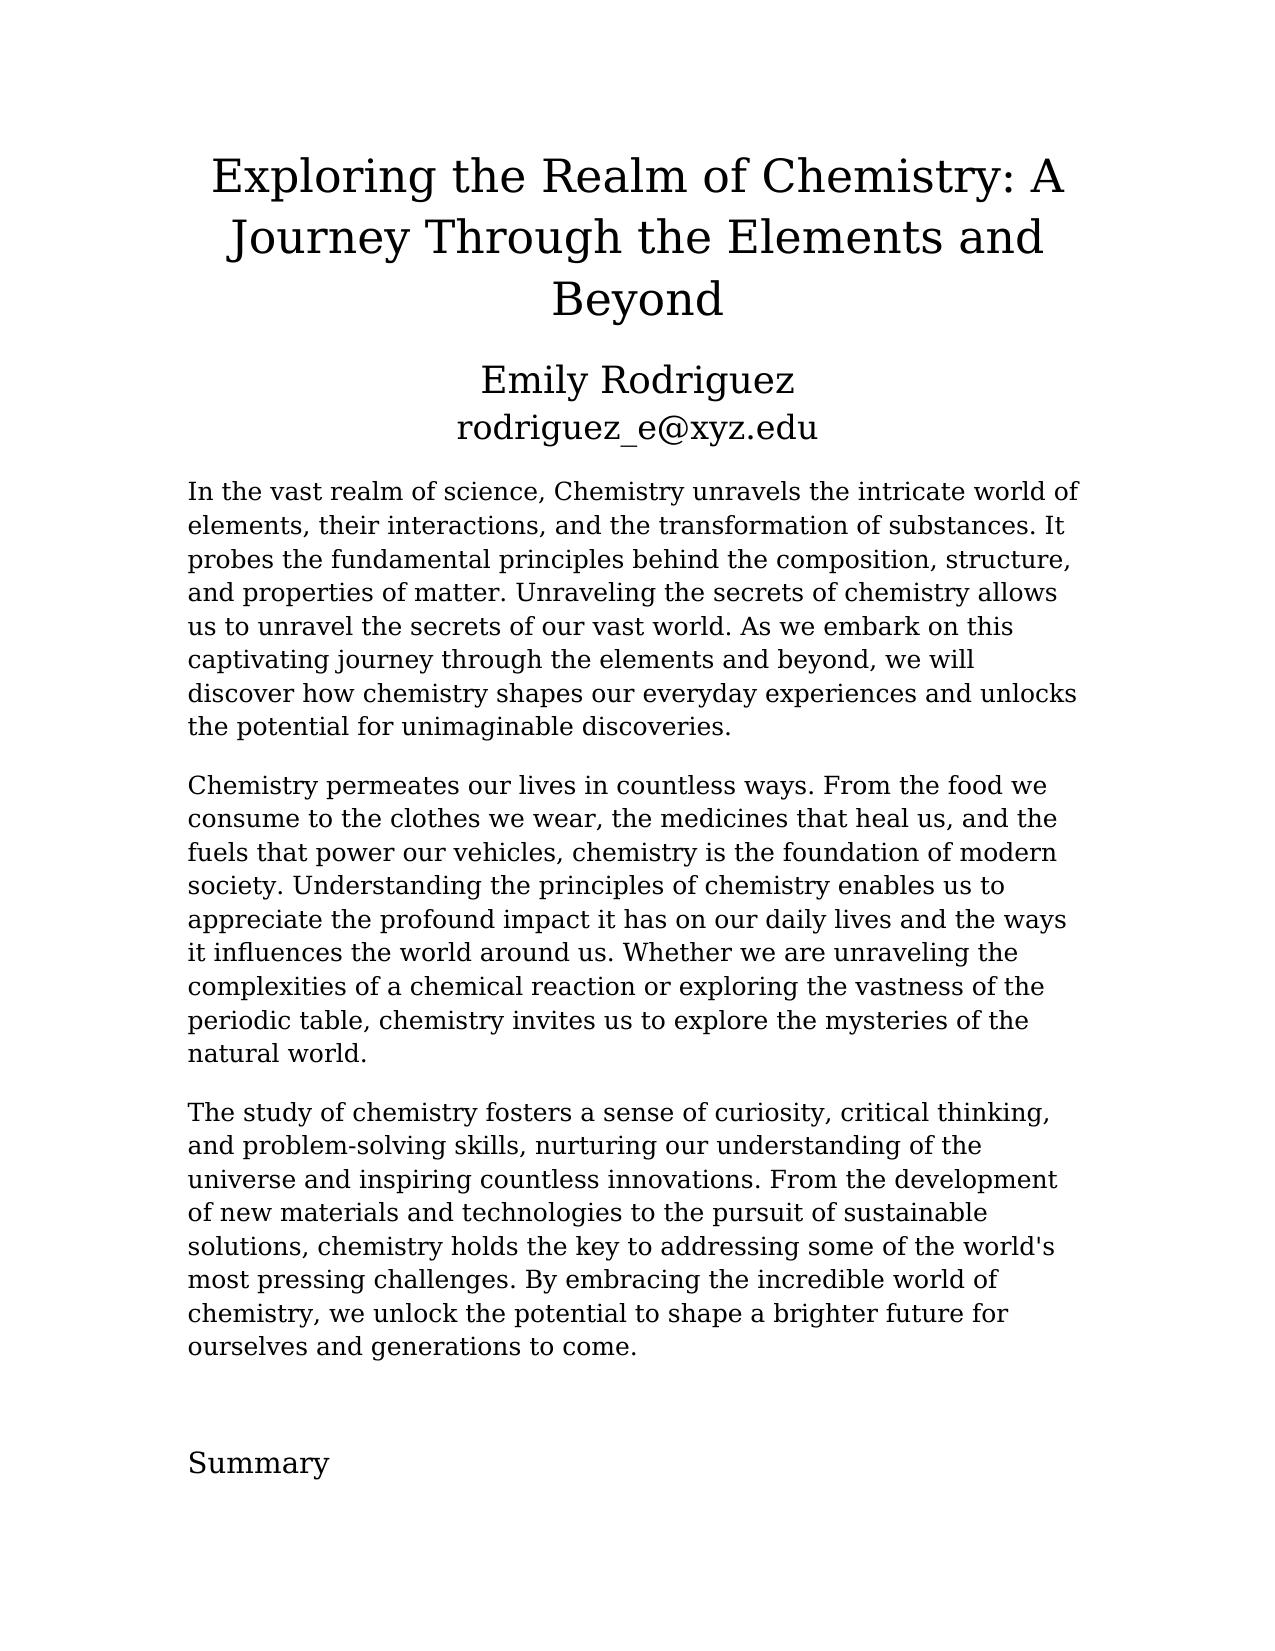 Exploring the Realm of Chemistry: A
Journey Through the Elements and
Beyond
Emily Rodriguez
rodriguez_e@xyz.edu
In the vast realm of science, Chemistry unravels the intricate world of
elements, their interactions, and the transformation of substances. It
probes the fundamental principles behind the composition, structure,
and properties of matter. Unraveling the secrets of chemistry allows
us to unravel the secrets of our vast world. As we embark on this
captivating journey through the elements and beyond, we will
discover how chemistry shapes our everyday experiences and unlocks
the potential for unimaginable discoveries.
Chemistry permeates our lives in countless ways. From the food we
consume to the clothes we wear, the medicines that heal us, and the
fuels that power our vehicles, chemistry is the foundation of modern
society. Understanding the principles of chemistry enables us to
appreciate the profound impact it has on our daily lives and the ways
it influences the world around us. Whether we are unraveling the
complexities of a chemical reaction or exploring the vastness of the
periodic table, chemistry invites us to explore the mysteries of the
natural world.
The study of chemistry fosters a sense of curiosity, critical thinking,
and problem-solving skills, nurturing our understanding of the
universe and inspiring countless innovations. From the development
of new materials and technologies to the pursuit of sustainable
solutions, chemistry holds the key to addressing some of the world's
most pressing challenges. By embracing the incredible world of
chemistry, we unlock the potential to shape a brighter future for
ourselves and generations to come.
Summary